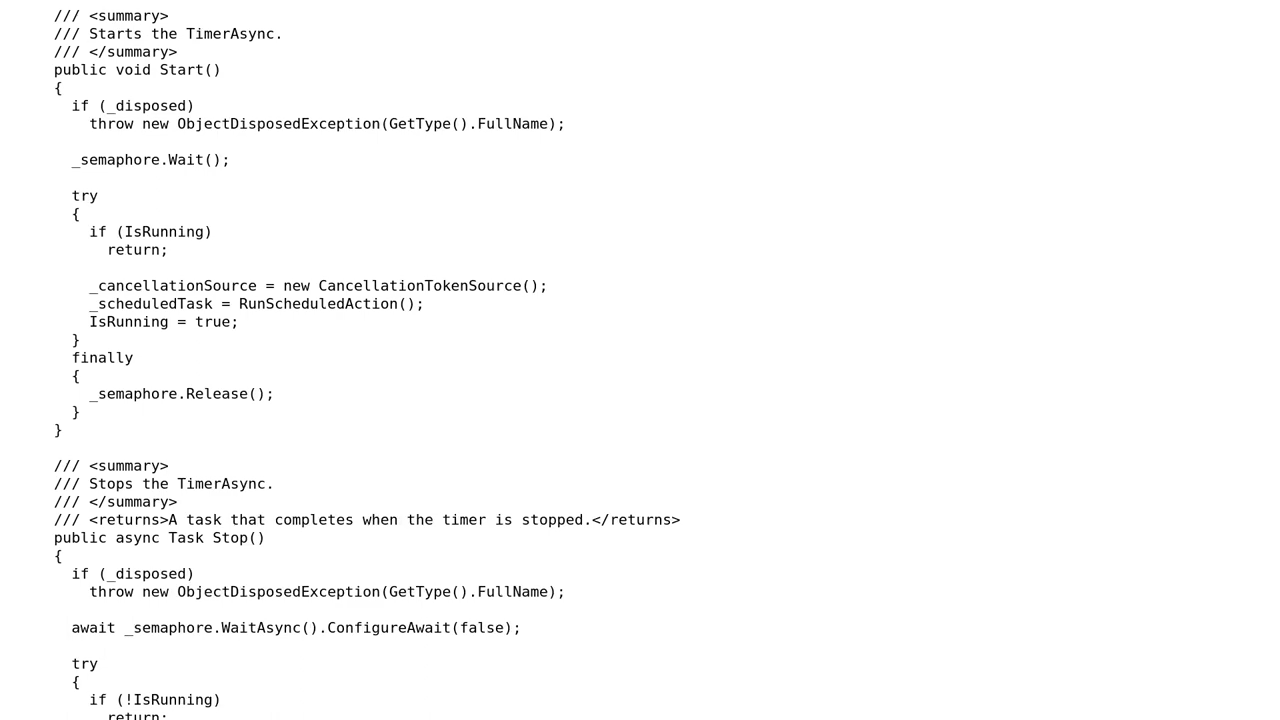 /// <summary>
/// Starts the TimerAsync.
/// </summary>
public void Start()
{
  if (_disposed)
    throw new ObjectDisposedException(GetType().FullName);

  _semaphore.Wait();

  try
  {
    if (IsRunning)
      return;

    _cancellationSource = new CancellationTokenSource();
    _scheduledTask = RunScheduledAction();
    IsRunning = true;
  }
  finally
  {
    _semaphore.Release();
  }
}

/// <summary>
/// Stops the TimerAsync.
/// </summary>
/// <returns>A task that completes when the timer is stopped.</returns>
public async Task Stop()
{
  if (_disposed)
    throw new ObjectDisposedException(GetType().FullName);

  await _semaphore.WaitAsync().ConfigureAwait(false);

  try
  {
    if (!IsRunning)
      return;